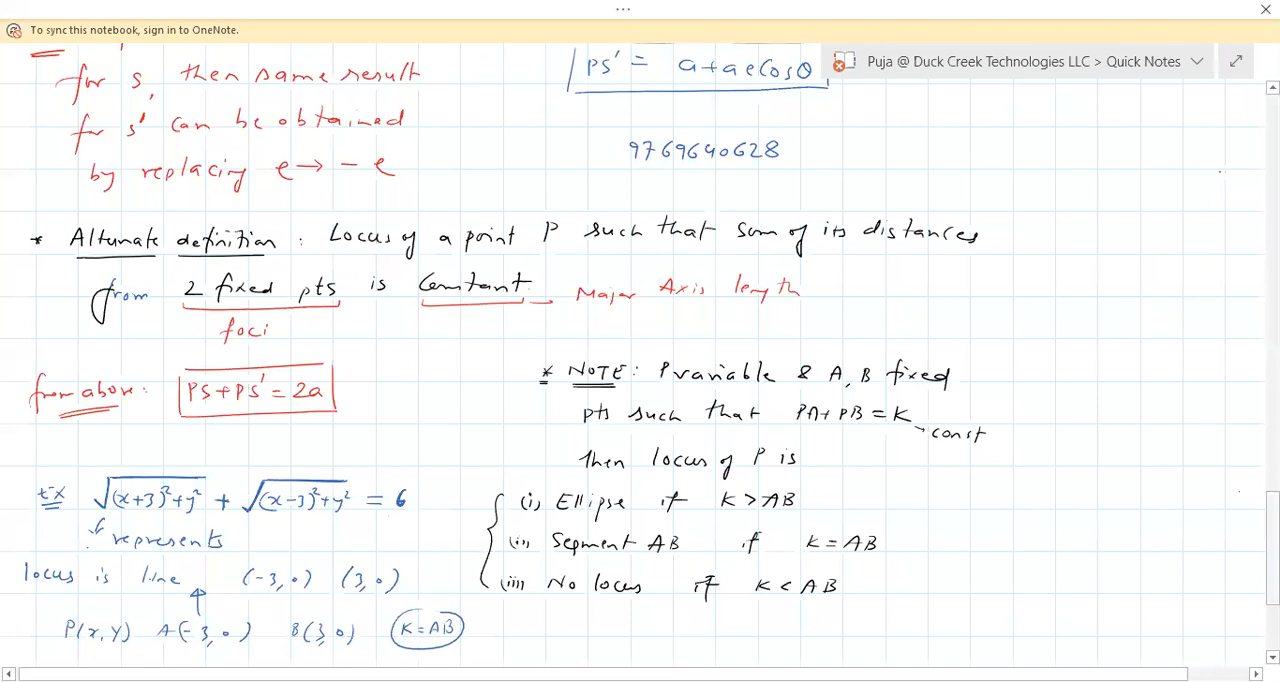 To sync this notebook, sign in to OneNote.
Puja @ Duck Creek Technologies LLC > Quick Notes
for s, then same result
for s' can be obtained
by replacing e → - e
PS' = a + ae Cos θ
9769640628
* Alternate definition : Locus of a point P such that sum of its distances
from 2 fixed pts is Constant → Major Axis length
foci
from above : PS + PS' = 2a
* NOTE : P variable & A, B fixed
pts such that PA + PB = K → const
then locus of P is
(i) Ellipse if K > AB
(ii) Segment AB if K = AB
(iii) No locus if K < AB
Ex √(x+3)²+y² + √(x-3)²+y² = 6
represents
locus is line (-3, 0) (3, 0)
P(x, y) A(-3, 0) B(3, 0) K = AB